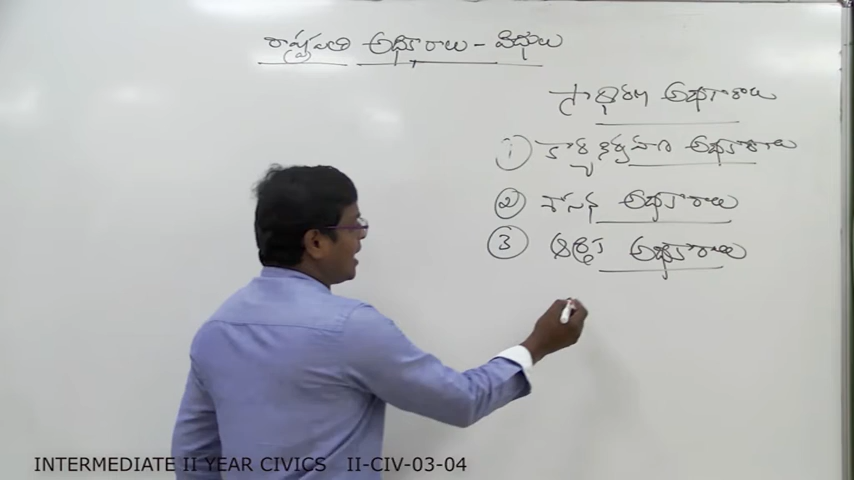 రాష్ట్రపతి అధికారాలు - విధులు
సాధారణ అధికారాలు
① కార్యనిర్వహణ అధికారాలు
② శాసన అధికారాలు
③ ఆర్థిక అధికారాలు
INTERMEDIATE II YEAR CIVICS II-CIV-03-04